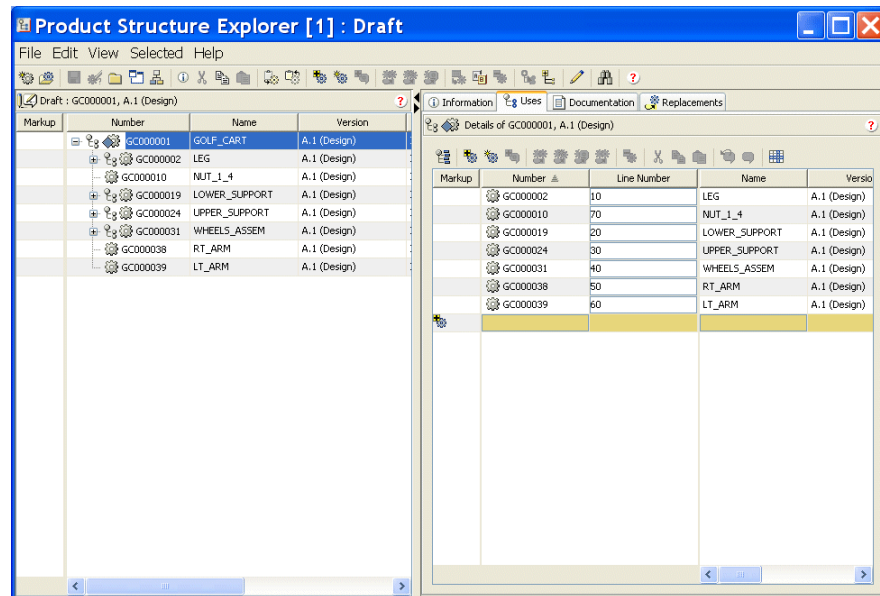 Product Structure Explorer [1] : Draft
File Edit View Selected Help
Draft : GC000001, A.1 (Design)
Markup Number Name Version
GC000001 GOLF_CART A.1 (Design)
GC000002 LEG A.1 (Design)
GC000010 NUT_1_4 A.1 (Design)
GC000019 LOWER_SUPPORT A.1 (Design)
GC000024 UPPER_SUPPORT A.1 (Design)
GC000031 WHEELS_ASSEM A.1 (Design)
GC000038 RT_ARM A.1 (Design)
GC000039 LT_ARM A.1 (Design)
Information Uses Documentation Replacements
Details of GC000001, A.1 (Design)
Markup Number Line Number Name Versio
GC000002 10 LEG A.1 (Design)
GC000010 70 NUT_1_4 A.1 (Design)
GC000019 20 LOWER_SUPPORT A.1 (Design)
GC000024 30 UPPER_SUPPORT A.1 (Design)
GC000031 40 WHEELS_ASSEM A.1 (Design)
GC000038 50 RT_ARM A.1 (Design)
GC000039 60 LT_ARM A.1 (Design)